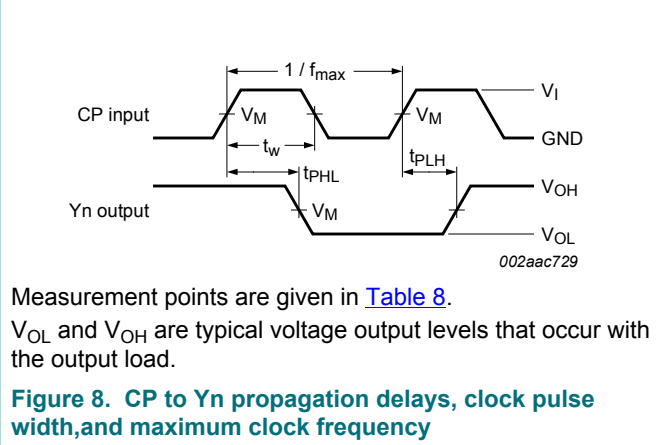 1 / fmax
VI
CP input
VM
VM
GND
tw
tPLH
tPHL
VOH
Yn output
VM
VOL
002aac729
Measurement points are given in Table 8.
VOL and VOH are typical voltage output levels that occur with
the output load.
Figure 8. CP to Yn propagation delays, clock pulse
width,and maximum clock frequency